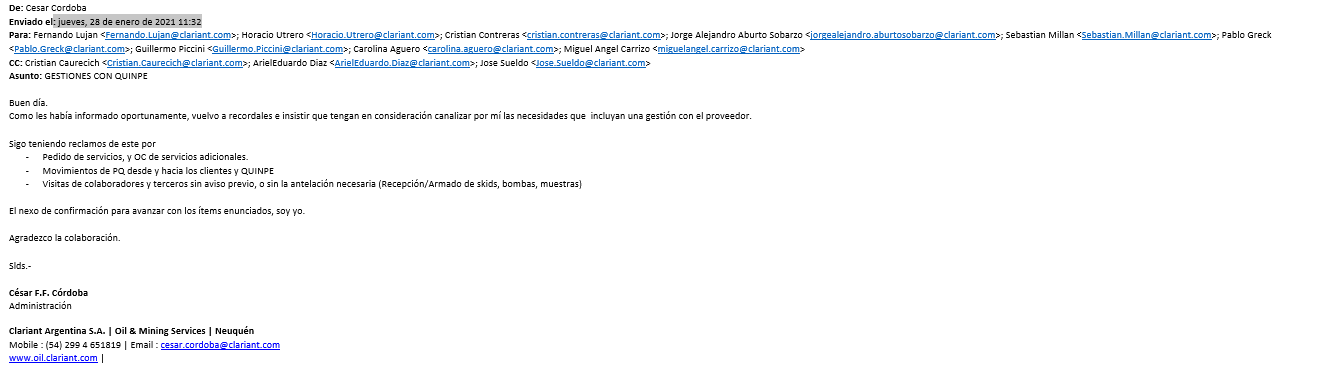 De: Cesar Cordoba
Enviado el: jueves, 28 de enero de 2021 11:32
Para: Fernando Lujan <Fernando.Lujan@clariant.com>; Horacio Utrero <Horacio.Utrero@clariant.com>; Cristian Contreras <cristian.contreras@clariant.com>; Jorge Alejandro Aburto Sobarzo <jorgealejandro.aburtosobarzo@clariant.com>; Sebastian Millan <Sebastian.Millan@clariant.com>; Pablo Greck
<Pablo.Greck@clariant.com>; Guillermo Piccini <Guillermo.Piccini@clariant.com>; Carolina Aguero <carolina.aguero@clariant.com>; Miguel Angel Carrizo <miguelangel.carrizo@clariant.com>
CC: Cristian Caurecich <Cristian.Caurecich@clariant.com>; ArielEduardo Diaz <ArielEduardo.Diaz@clariant.com>; Jose Sueldo <Jose.Sueldo@clariant.com>
Asunto: GESTIONES CON QUINPE
Buen día.
Como les había informado oportunamente, vuelvo a recordales e insistir que tengan en consideración canalizar por mí las necesidades que incluyan una gestión con el proveedor.
Sigo teniendo reclamos de este por
- Pedido de servicios, y OC de servicios adicionales.
- Movimientos de PQ desde y hacia los clientes y QUINPE
- Visitas de colaboradores y terceros sin aviso previo, o sin la antelación necesaria (Recepción/Armado de skids, bombas, muestras)
El nexo de confirmación para avanzar con los ítems enunciados, soy yo.
Agradezco la colaboración.
Slds.-
César F.F. Córdoba
Administración
Clariant Argentina S.A. | Oil & Mining Services | Neuquén
Mobile : (54) 299 4 651819 | Email : cesar.cordoba@clariant.com
www.oil.clariant.com |